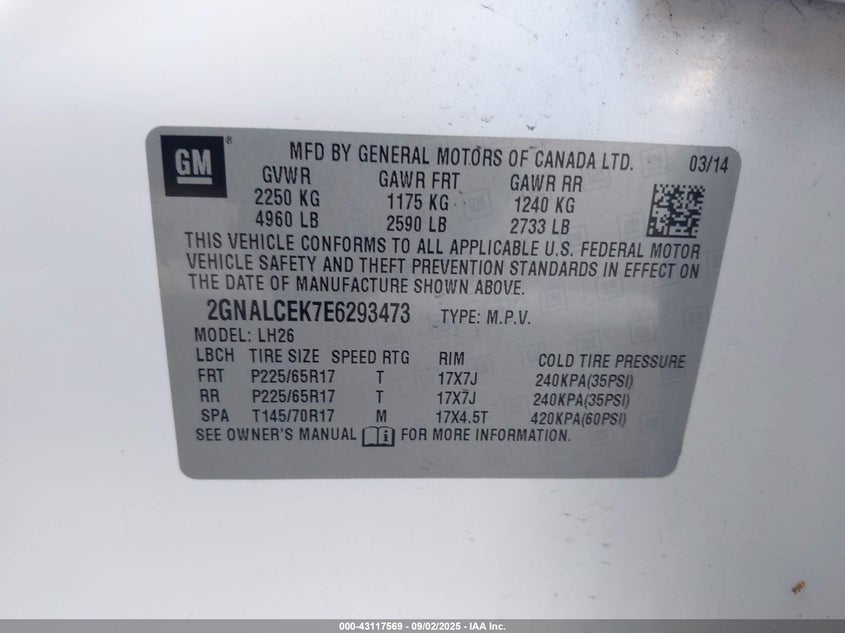 GM ® MFD BY GENERAL MOTORS OF CANADA LTD. 03/14
GVWR GAWR FRT GAWR RR
2250 KG 1175 KG 1240 KG
4960 LB 2590 LB 2733 LB
THIS VEHICLE CONFORMS TO ALL APPLICABLE U.S. FEDERAL MOTOR
VEHICLE SAFETY AND THEFT PREVENTION STANDARDS IN EFFECT ON
THE DATE OF MANUFACTURE SHOWN ABOVE.
2GNALCEK7E6293473 TYPE: M.P.V.
MODEL: LH26
LBCH TIRE SIZE SPEED RTG RIM COLD TIRE PRESSURE
FRT P225/65R17 T 17X7J 240KPA(35PSI)
RR P225/65R17 T 17X7J 240KPA(35PSI)
SPA T145/70R17 M 17X4.5T 420KPA(60PSI)
SEE OWNER'S MANUAL i FOR MORE INFORMATION.
000-43117569 - 09/02/2025 - IAA Inc.